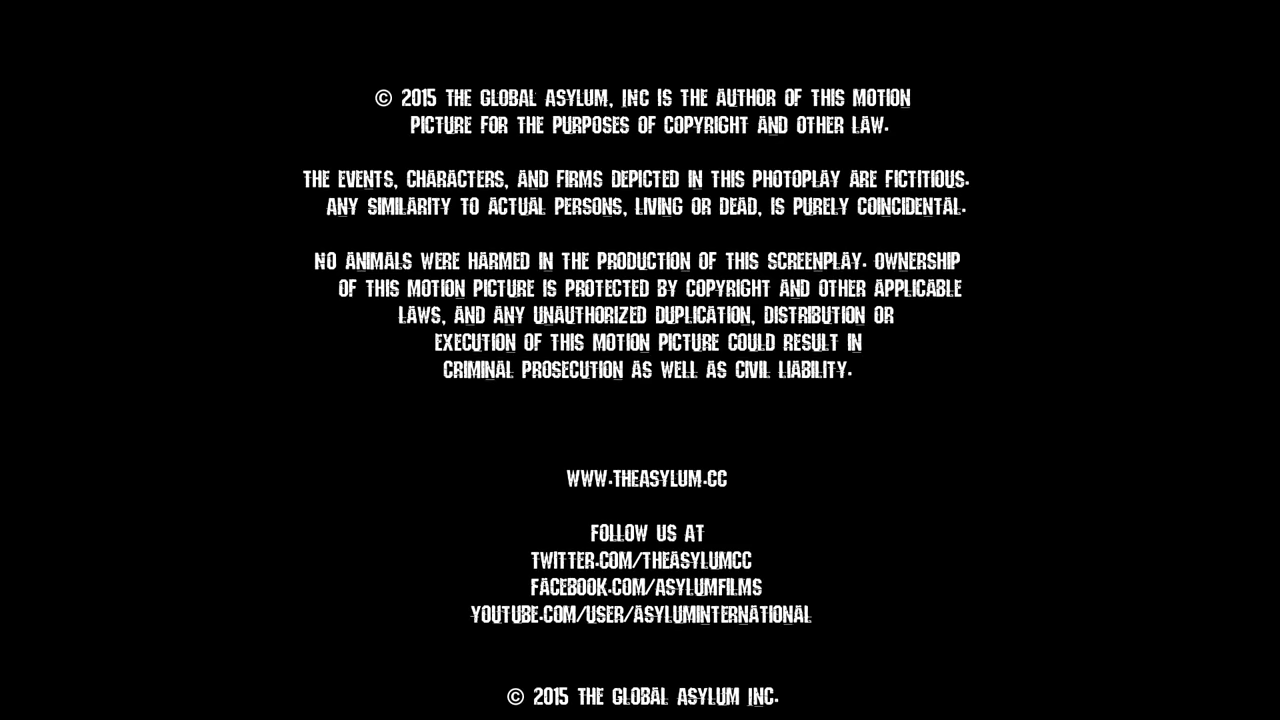 © 2015 THE GLOBAL ASYLUM, INC IS THE AUTHOR OF THIS MOTION
PICTURE FOR THE PURPOSES OF COPYRIGHT AND OTHER LAW.
THE EVENTS, CHARACTERS, AND FIRMS DEPICTED IN THIS PHOTOPLAY ARE FICTITIOUS.
ANY SIMILARITY TO ACTUAL PERSONS, LIVING OR DEAD, IS PURELY COINCIDENTAL.
NO ANIMALS WERE HARMED IN THE PRODUCTION OF THIS SCREENPLAY. OWNERSHIP
OF THIS MOTION PICTURE IS PROTECTED BY COPYRIGHT AND OTHER APPLICABLE
LAWS, AND ANY UNAUTHORIZED DUPLICATION, DISTRIBUTION OR
EXECUTION OF THIS MOTION PICTURE COULD RESULT IN
CRIMINAL PROSECUTION AS WELL AS CIVIL LIABILITY.
WWW.THEASYLUM.CC
FOLLOW US AT
TWITTER.COM/THEASYLUMCC
FACEBOOK.COM/ASYLUMFILMS
YOUTUBE.COM/USER/ASYLUMINTERNATIONAL
© 2015 THE GLOBAL ASYLUM INC.